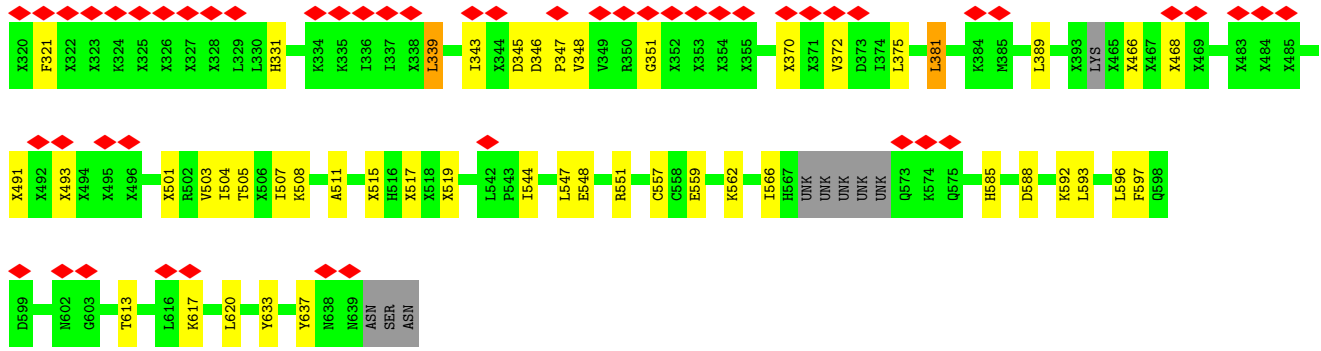 X320 F321 X322 X323 K324 X325 X326 X327 X328 L329 L330 H331 K334 K335 I336 I337 X338 L339 I343 X344 D345 D346 P347 V348 V349 R350 G351 X352 X353 X354 X355 X370 X371 V372 D373 I374 L375 L381 K384 M385 L389 X393 LYS X465 X466 X467 X468 X469 X483 X484 X485
X491 X492 X493 X494 X495 X496 X501 R502 V503 I504 T505 X506 I507 K508 A511 X515 H516 X517 X518 X519 L542 P543 I544 L547 E548 R551 C557 C558 E559 K562 I566 H567 UNK UNK UNK UNK UNK Q573 K574 Q575 H585 D588 K592 L593 L596 F597 Q598
D599 N602 G603 T613 L616 K617 L620 Y633 Y637 N638 N639 ASN SER ASN